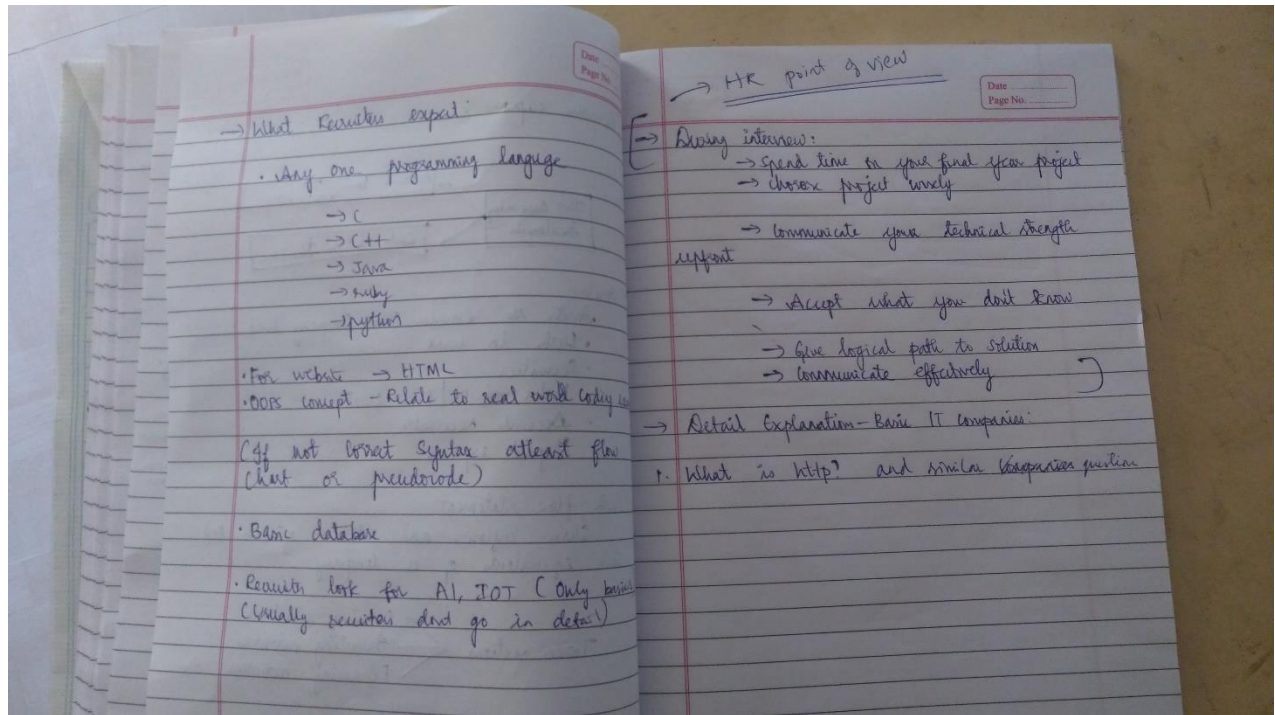 Date
Page No.
→ What Recruiters expect:
• Any one programming languge
→ C
→ C++
→ Java
→ ruby
→ python
• For website → HTML
• OOPS concept - Relate to real world coding
(If not correct syntax atleast flow
chart or pseudocode)
• Basic database
• Recruiter look for AI, IOT (Only basic
(Usually recruiters dont go in detail)
→ HR point of view
Date
Page No.
→ During interview:
→ Spend time on your final year project
→ choose project wisely
→ Communicate your technical strength
upfront
→ Accept what you don't know
→ Give logical path to solution
→ Communicate effectively
→ Detail Explanation - Basic IT companies:
1. What is http? and similar question